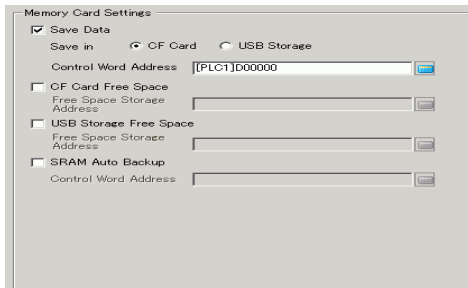 Memory Card Settings
Save Data
Save in CF Card USB Storage
Control Word Address [PLC1]D00000
CF Card Free Space
Free Space Storage
Address
USB Storage Free Space
Free Space Storage
Address
SRAM Auto Backup
Control Word Address